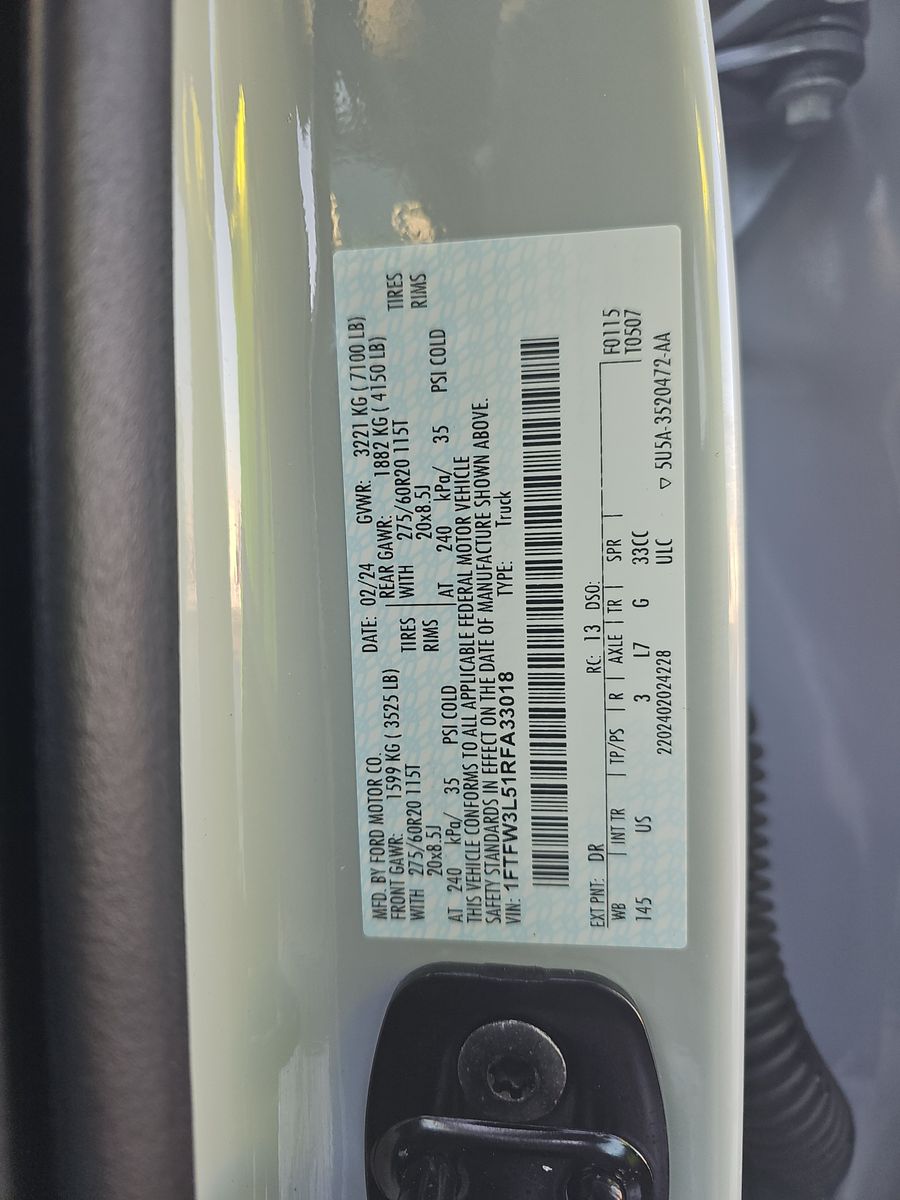 MFD. BY FORD MOTOR CO. DATE: 02/24 GVWR: 3221 KG ( 7100 LB)
FRONT GAWR: 1599 KG ( 3525 LB) REAR GAWR: 1882 KG ( 4150 LB)
WITH 275/60R20 115T TIRES WITH 275/60R20 115T TIRES
20x8.5J RIMS 20x8.5J RIMS
AT 240 kPa/ 35 PSI COLD AT 240 kPa/ 35 PSI COLD
THIS VEHICLE CONFORMS TO ALL APPLICABLE FEDERAL MOTOR VEHICLE
SAFETY STANDARDS IN EFFECT ON THE DATE OF MANUFACTURE SHOWN ABOVE.
VIN: 1FTFW3L51RFA33018 TYPE: Truck
EXT PNT: DR RC: 13 DSO: F0115
WB INT TR TP/PS R AXLE TR SPR T0507
145 US 3 L7 G 33CC
2202402024228 ULC ▽ 5U5A-3520472-AA